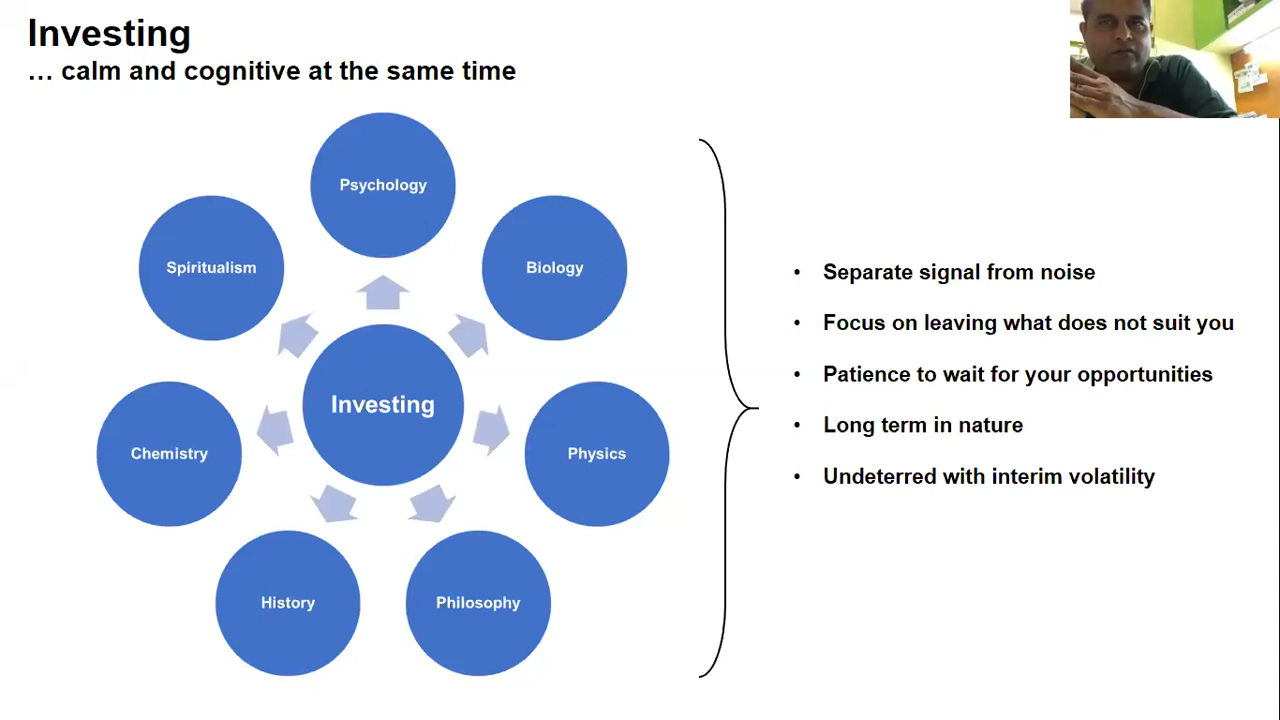 Investing
… calm and cognitive at the same time
Psychology
Spiritualism
Biology
Investing
Chemistry
Physics
History
Philosophy
• Separate signal from noise
• Focus on leaving what does not suit you
• Patience to wait for your opportunities
• Long term in nature
• Undeterred with interim volatility